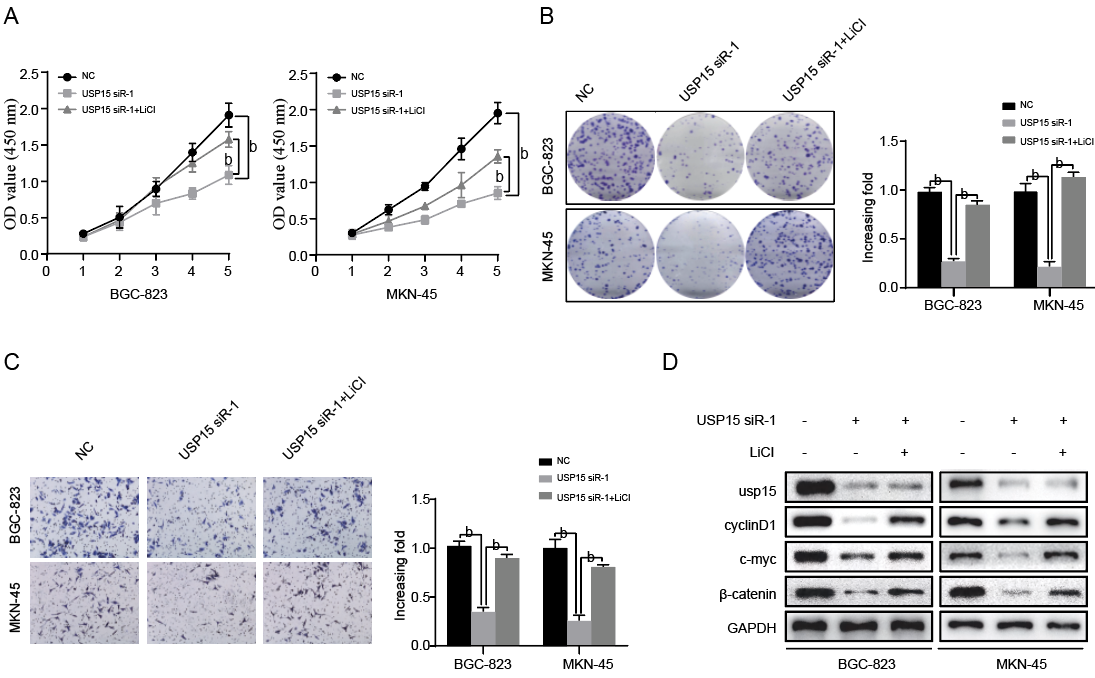 A
2.5
2.0
1.5
1.0
0.5
0.0
OD value (450 nm)
NC
USP15 siR-1
USP15 siR-1+LiCl
b
b
0 1 2 3 4 5
BGC-823
2.5
2.0
1.5
1.0
0.5
0.0
OD value (450 nm)
NC
USP15 siR-1
USP15 siR-1+LiCl
b
b
0 1 2 3 4 5
MKN-45
B
NC
USP15 siR-1
USP15 siR-1+LiCl
BGC-823
MKN-45
NC
USP15 siR-1
USP15 siR-1+LiCl
1.5
1.0
0.5
0.0
Increasing fold
b
b
b
b
BGC-823
MKN-45
C
NC
USP15 siR-1
USP15 siR-1+LiCl
BGC-823
MKN-45
NC
USP15 siR-1
USP15 siR-1+LiCl
1.5
1.0
0.5
0.0
Increasing fold
b
b
b
b
BGC-823
MKN-45
D
USP15 siR-1 - + + - + +
LiCl - - + - - +
usp15
cyclinD1
c-myc
β-catenin
GAPDH
BGC-823
MKN-45